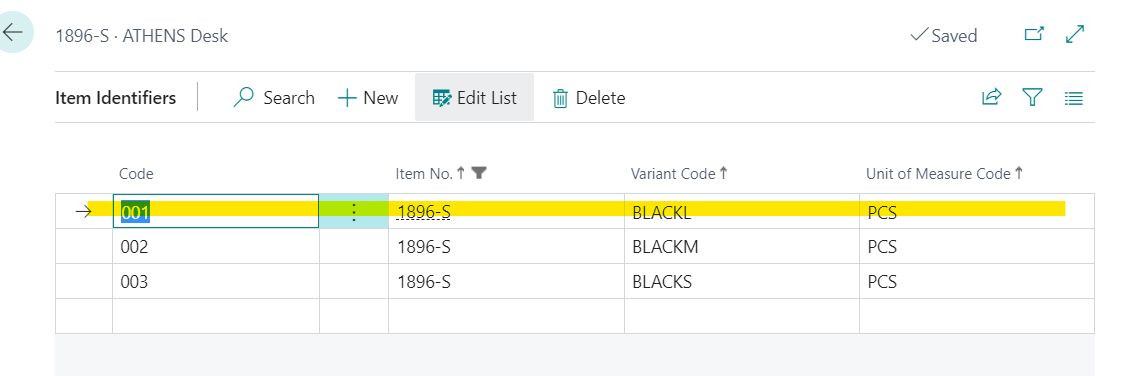 1896-S · ATHENS Desk Saved
Item Identifiers Search New Edit List Delete
Code Item No. Variant Code Unit of Measure Code
001 1896-S BLACKL PCS
002 1896-S BLACKM PCS
003 1896-S BLACKS PCS